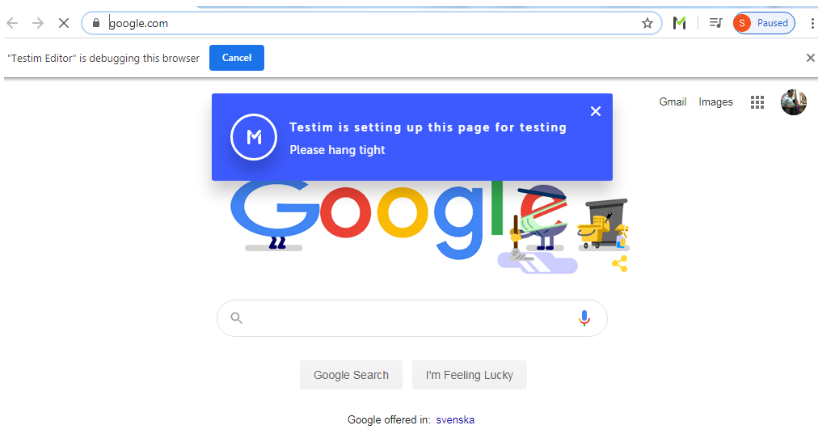 google.com
S Paused
"Testim Editor" is debugging this browser Cancel
Gmail Images
Testim is setting up this page for testing
Please hang tight
Google
Google Search I'm Feeling Lucky
Google offered in: svenska